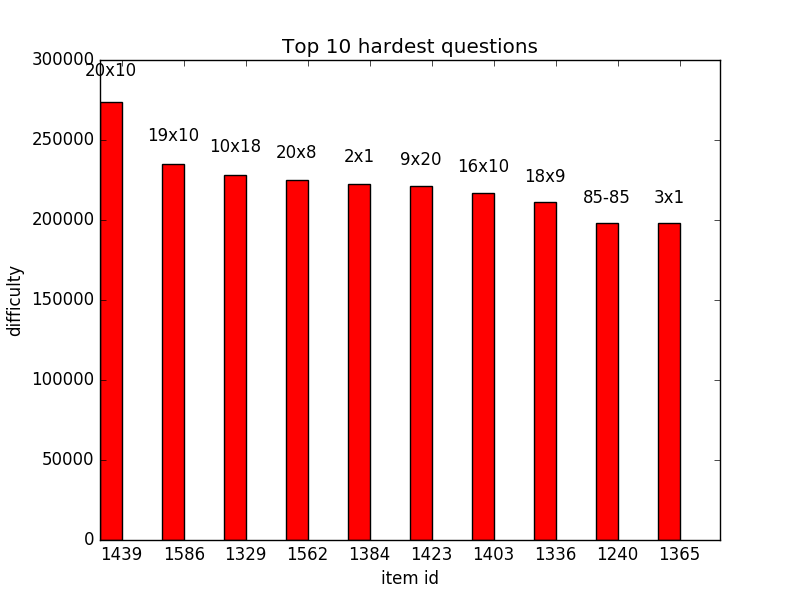 Top 10 hardest questions
300000
250000
200000
150000
100000
50000
0
difficulty
20x10
19x10
10x18
20x8
2x1
9x20
16x10
18x9
85-85
3x1
1439 1586 1329 1562 1384 1423 1403 1336 1240 1365
item id